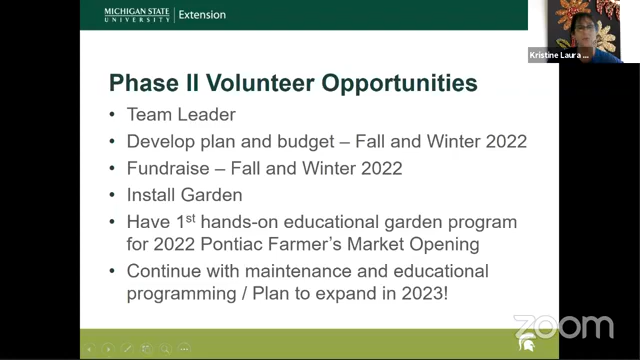 MICHIGAN STATE
UNIVERSITY
Extension
Kristine Laura ...
Phase II Volunteer Opportunities
• Team Leader
• Develop plan and budget – Fall and Winter 2022
• Fundraise – Fall and Winter 2022
• Install Garden
• Have 1st hands-on educational garden program
for 2022 Pontiac Farmer's Market Opening
• Continue with maintenance and educational
programming / Plan to expand in 2023!
zoom